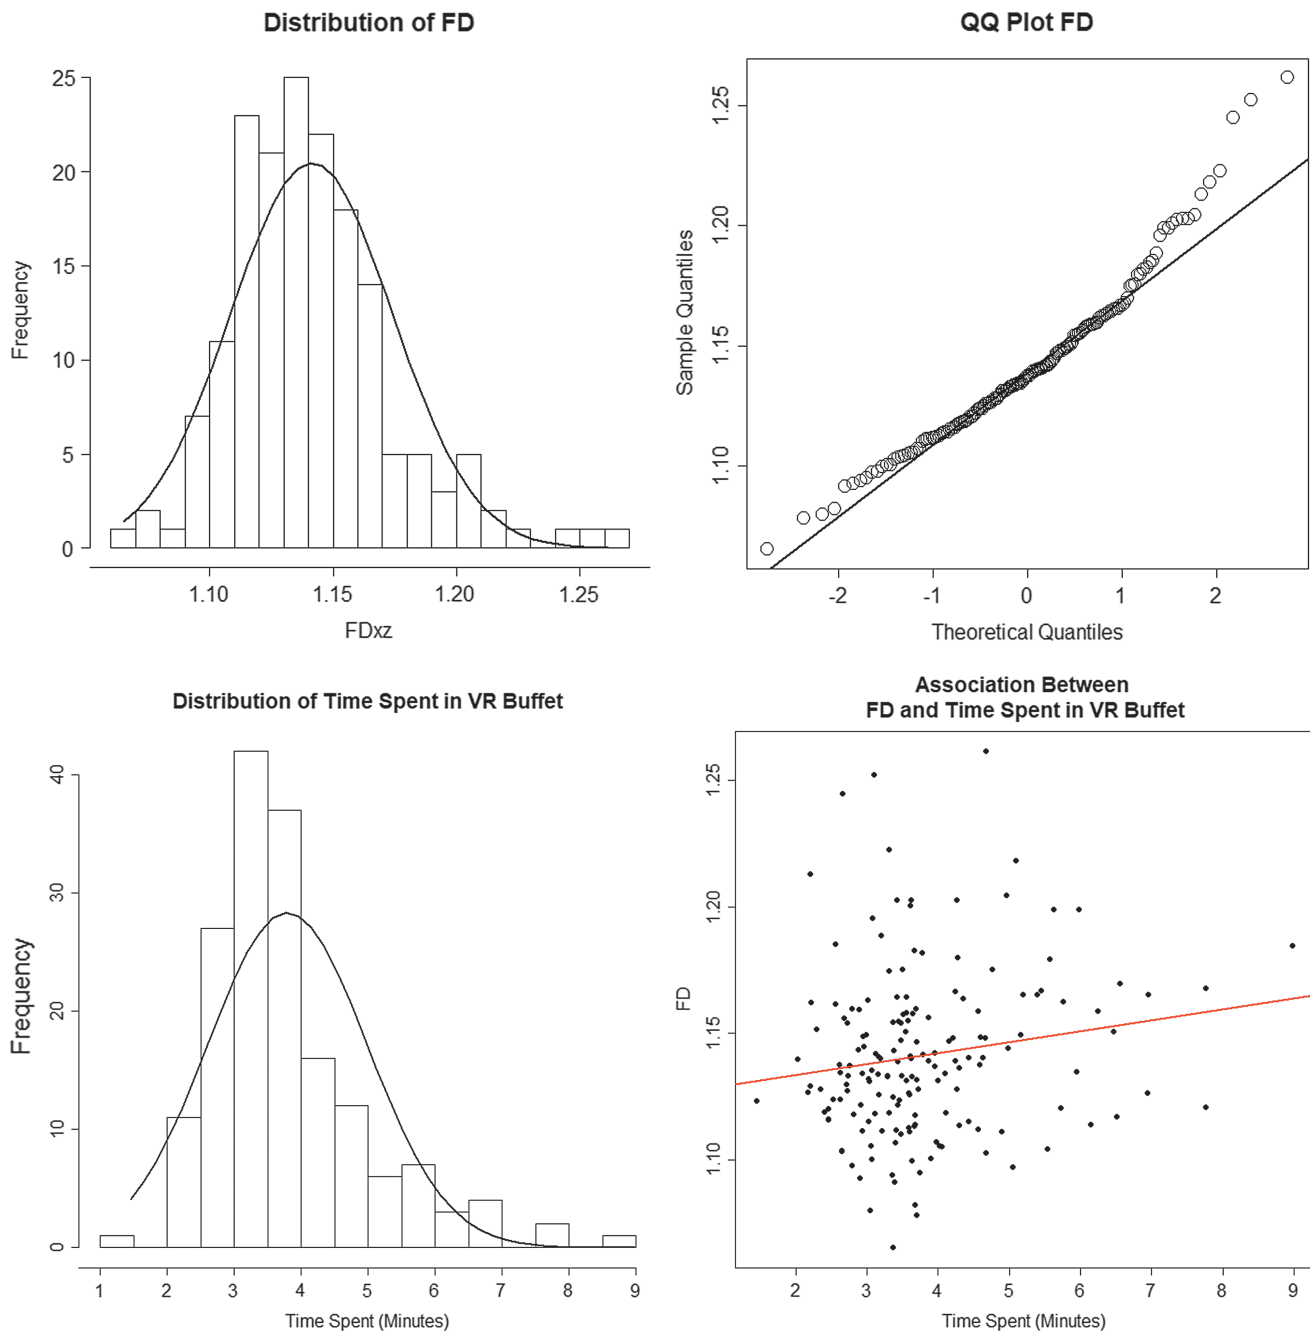 Distribution of FD
Frequency
25
20
15
10
5
0
1.10 1.15 1.20 1.25
FDxz
QQ Plot FD
Sample Quantiles
1.25
1.20
1.15
1.10
-2 -1 0 1 2
Theoretical Quantiles
Distribution of Time Spent in VR Buffet
Frequency
40
30
20
10
0
1 2 3 4 5 6 7 8 9
Time Spent (Minutes)
Association Between
FD and Time Spent in VR Buffet
FD
1.25
1.20
1.15
1.10
2 3 4 5 6 7 8 9
Time Spent (Minutes)